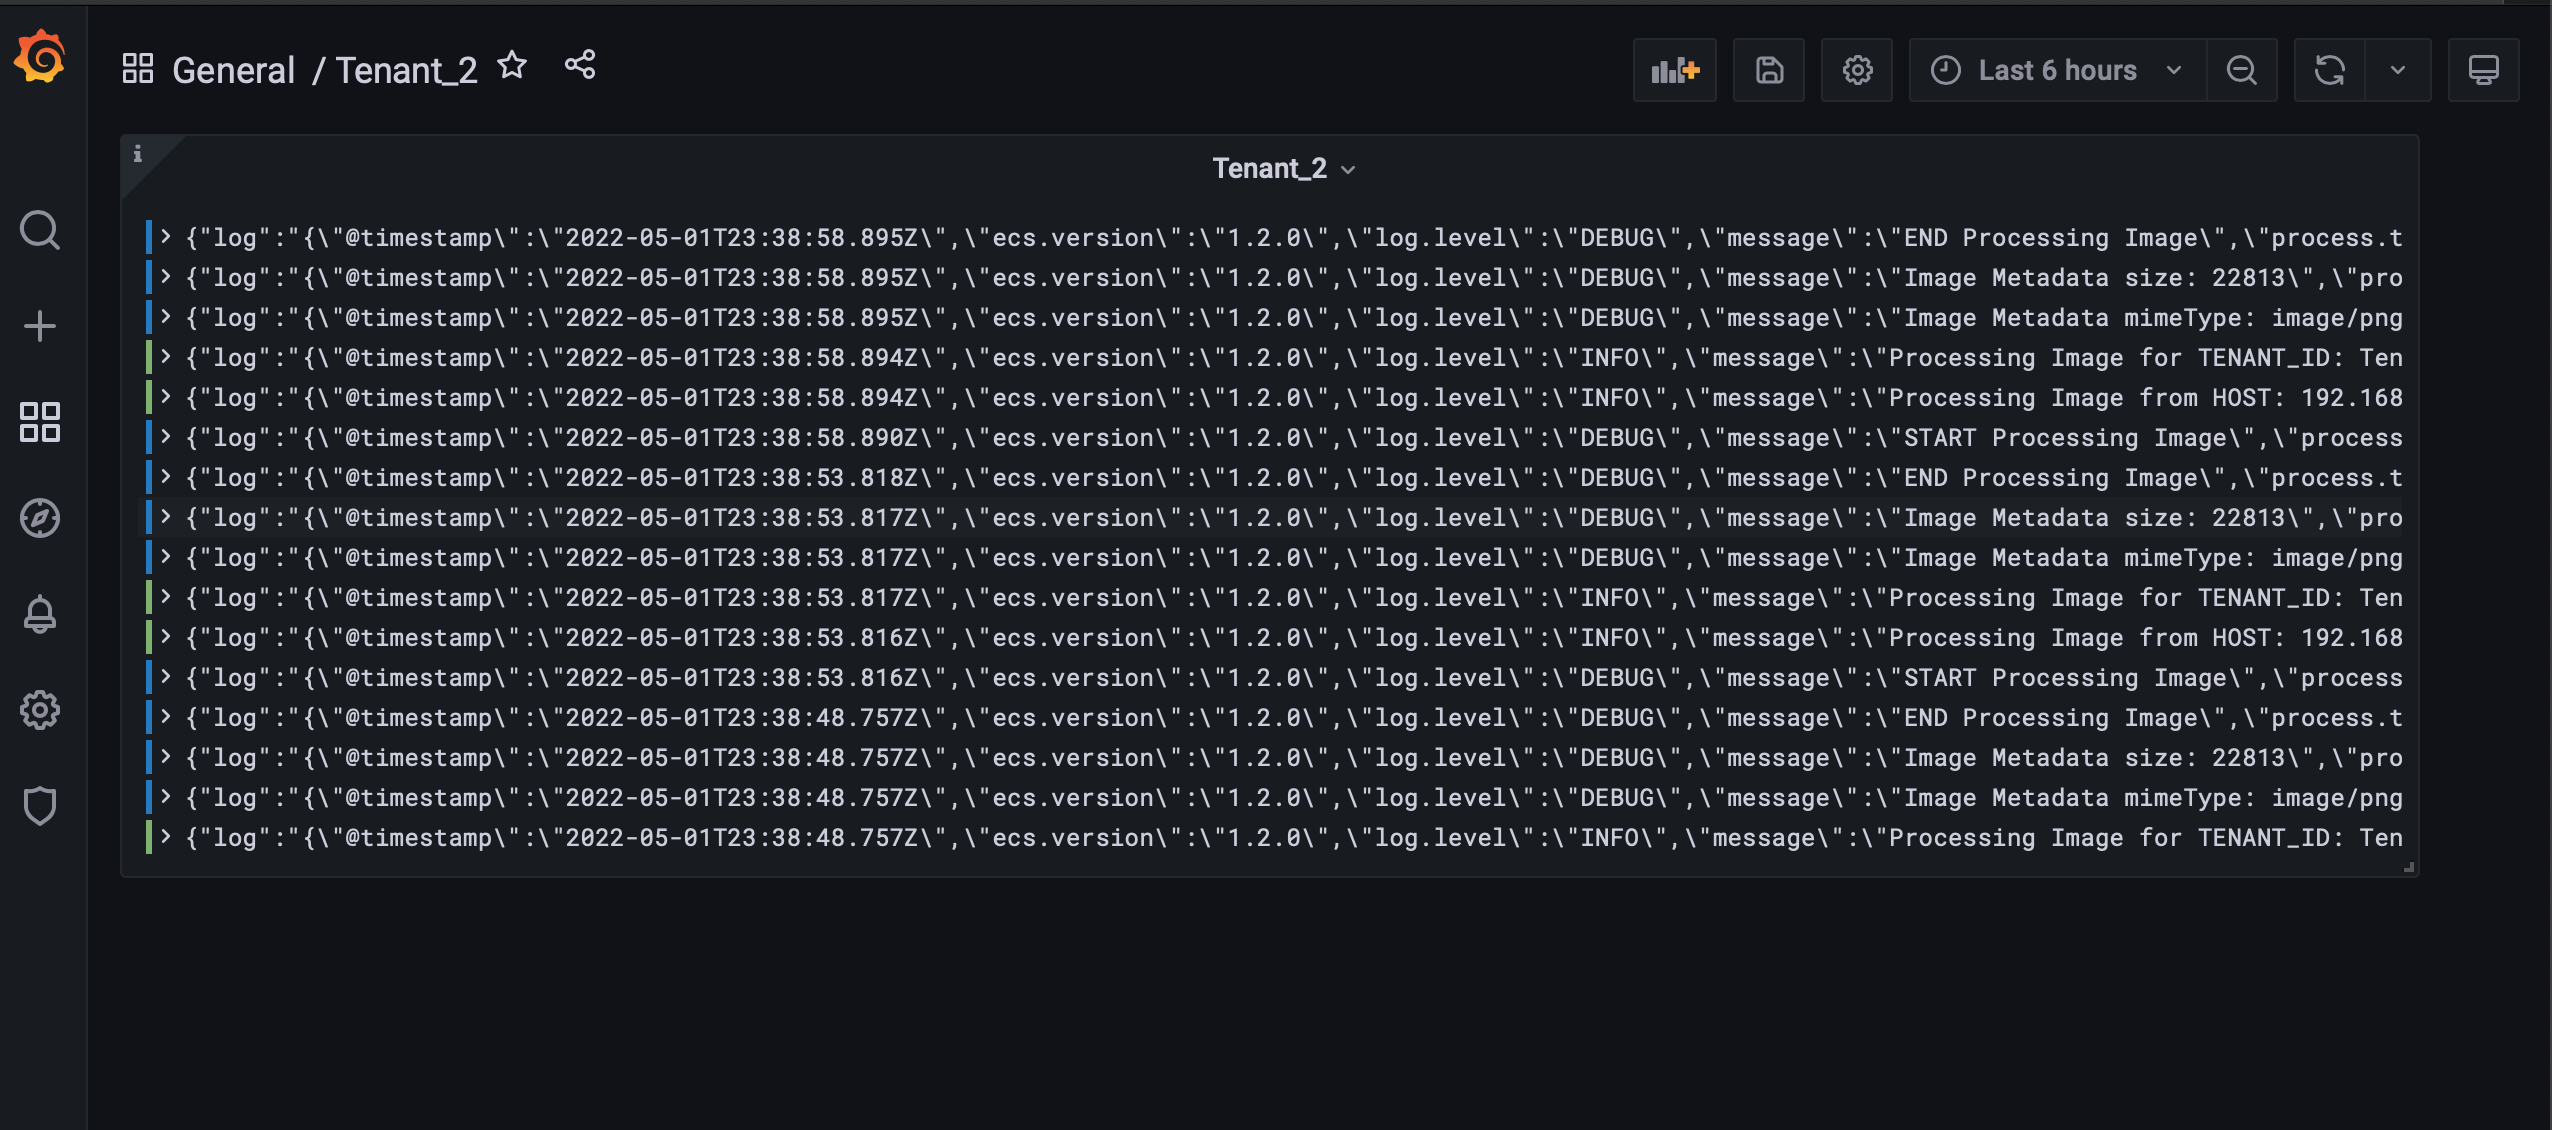 General / Tenant_2
Last 6 hours
i
Tenant_2
{"log":"{\"@timestamp\":\"2022-05-01T23:38:58.895Z\",\"ecs.version\":\"1.2.0\",\"log.level\":\"DEBUG\",\"message\":\"END Processing Image\",\"process.t
{"log":"{\"@timestamp\":\"2022-05-01T23:38:58.895Z\",\"ecs.version\":\"1.2.0\",\"log.level\":\"DEBUG\",\"message\":\"Image Metadata size: 22813\",\"pro
{"log":"{\"@timestamp\":\"2022-05-01T23:38:58.895Z\",\"ecs.version\":\"1.2.0\",\"log.level\":\"DEBUG\",\"message\":\"Image Metadata mimeType: image/png
{"log":"{\"@timestamp\":\"2022-05-01T23:38:58.894Z\",\"ecs.version\":\"1.2.0\",\"log.level\":\"INFO\",\"message\":\"Processing Image for TENANT_ID: Ten
{"log":"{\"@timestamp\":\"2022-05-01T23:38:58.894Z\",\"ecs.version\":\"1.2.0\",\"log.level\":\"INFO\",\"message\":\"Processing Image from HOST: 192.168
{"log":"{\"@timestamp\":\"2022-05-01T23:38:58.890Z\",\"ecs.version\":\"1.2.0\",\"log.level\":\"DEBUG\",\"message\":\"START Processing Image\",\"process
{"log":"{\"@timestamp\":\"2022-05-01T23:38:53.818Z\",\"ecs.version\":\"1.2.0\",\"log.level\":\"DEBUG\",\"message\":\"END Processing Image\",\"process.t
{"log":"{\"@timestamp\":\"2022-05-01T23:38:53.817Z\",\"ecs.version\":\"1.2.0\",\"log.level\":\"DEBUG\",\"message\":\"Image Metadata size: 22813\",\"pro
{"log":"{\"@timestamp\":\"2022-05-01T23:38:53.817Z\",\"ecs.version\":\"1.2.0\",\"log.level\":\"DEBUG\",\"message\":\"Image Metadata mimeType: image/png
{"log":"{\"@timestamp\":\"2022-05-01T23:38:53.817Z\",\"ecs.version\":\"1.2.0\",\"log.level\":\"INFO\",\"message\":\"Processing Image for TENANT_ID: Ten
{"log":"{\"@timestamp\":\"2022-05-01T23:38:53.816Z\",\"ecs.version\":\"1.2.0\",\"log.level\":\"INFO\",\"message\":\"Processing Image from HOST: 192.168
{"log":"{\"@timestamp\":\"2022-05-01T23:38:53.816Z\",\"ecs.version\":\"1.2.0\",\"log.level\":\"DEBUG\",\"message\":\"START Processing Image\",\"process
{"log":"{\"@timestamp\":\"2022-05-01T23:38:48.757Z\",\"ecs.version\":\"1.2.0\",\"log.level\":\"DEBUG\",\"message\":\"END Processing Image\",\"process.t
{"log":"{\"@timestamp\":\"2022-05-01T23:38:48.757Z\",\"ecs.version\":\"1.2.0\",\"log.level\":\"DEBUG\",\"message\":\"Image Metadata size: 22813\",\"pro
{"log":"{\"@timestamp\":\"2022-05-01T23:38:48.757Z\",\"ecs.version\":\"1.2.0\",\"log.level\":\"DEBUG\",\"message\":\"Image Metadata mimeType: image/png
{"log":"{\"@timestamp\":\"2022-05-01T23:38:48.757Z\",\"ecs.version\":\"1.2.0\",\"log.level\":\"INFO\",\"message\":\"Processing Image for TENANT_ID: Ten